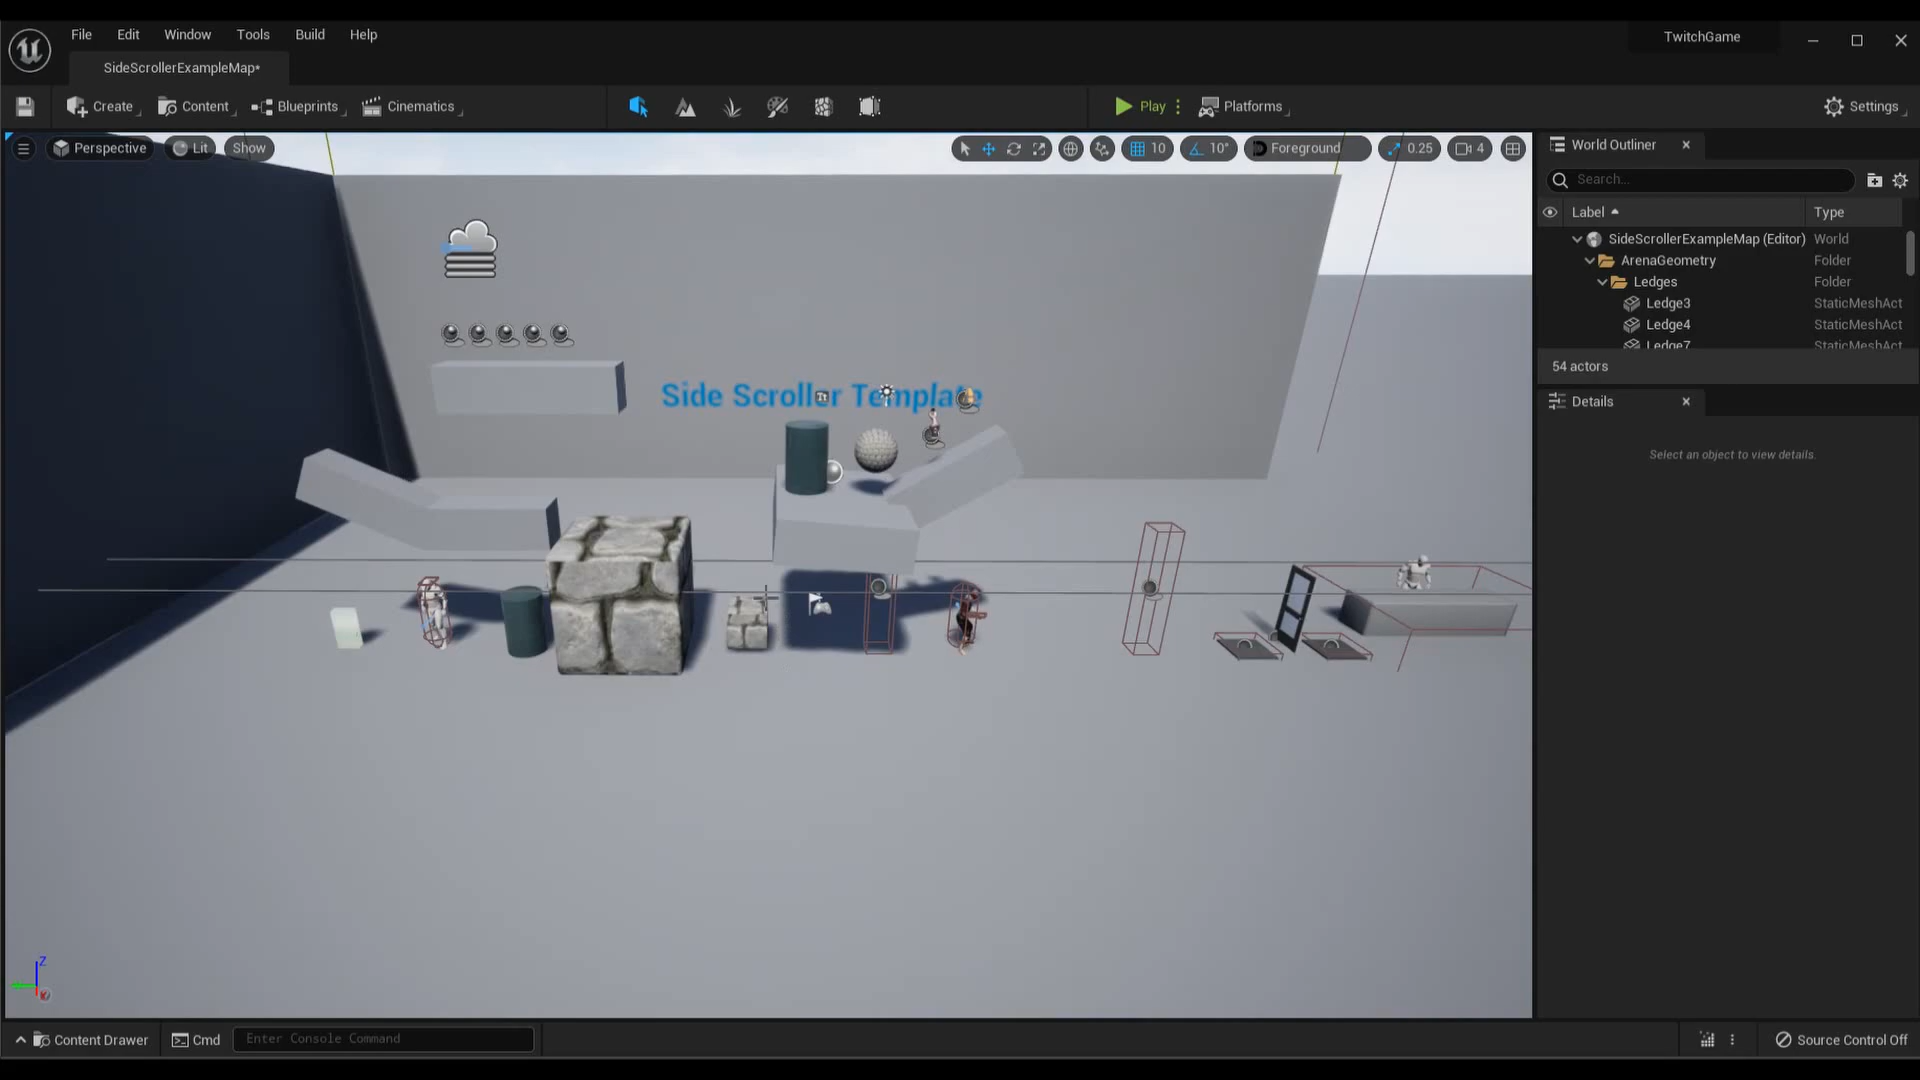 File Edit Window Tools Build Help
TwitchGame
SideScrollerExampleMap*
Create Content Blueprints Cinematics Play Platforms Settings
Perspective Lit Show 10 10° Foreground 0.25 4
World Outliner
Search...
Label Type
SideScrollerExampleMap (Editor) World
ArenaGeometry Folder
Ledges Folder
Ledge3 StaticMeshAct
Ledge4 StaticMeshAct
Ledge7 StaticMeshAct
54 actors
Details
Select an object to view details.
Side Scroller Template
Tt
Z
Content Drawer Cmd Enter Console Command Source Control Off